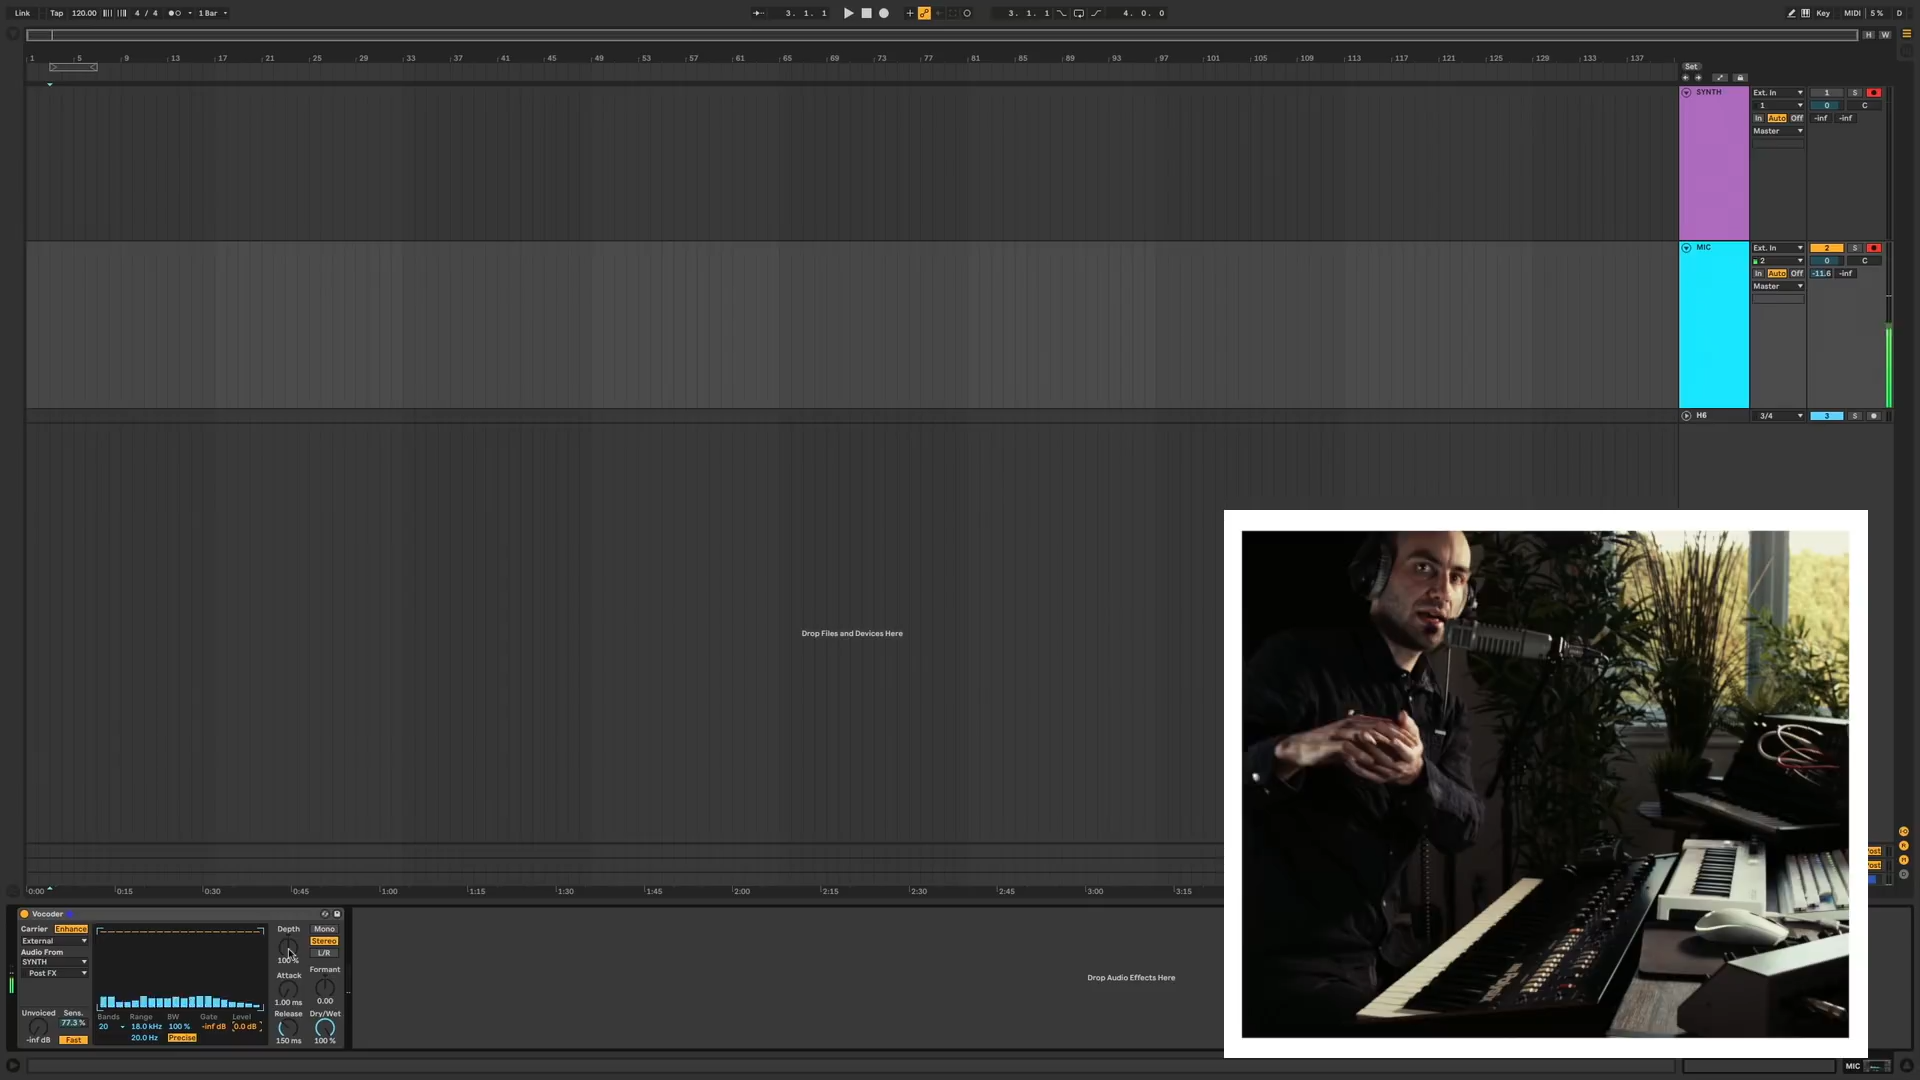 Link Tap 120.00 4 / 4 1 Bar 3. 1. 1 3. 1. 1 4. 0. 0 Key MIDI 5 % D
H W
1 5 9 13 17 21 25 29 33 37 41 45 49 53 57 61 65 69 73 77 81 85 89 93 97 101 105 109 113 117 121 125 129 133 137
Set
SYNTH Ext. In 1 S
1 0 C
In Auto Off -inf -inf
Master
MIC Ext. In 2 S
2 0 C
In Auto Off -11.6 -inf
Master
H6 3/4 3 S
Drop Files and Devices Here
0:00 0:15 0:30 0:45 1:00 1:15 1:30 1:45 2:00 2:15 2:30 2:45 3:00 3:15
Vocoder
Carrier Enhance Depth Mono
External Stereo
Audio From L/R
SYNTH 100 %
Post FX Formant
Attack
1.00 ms 0.00
Drop Audio Effects Here
Unvoiced Sens. Bands Range BW Gate Level Release Dry/Wet
77.3 % 20 18.0 kHz 100 % -inf dB 0.0 dB
-inf dB Fast 20.0 Hz Precise 150 ms 100 %
MIC